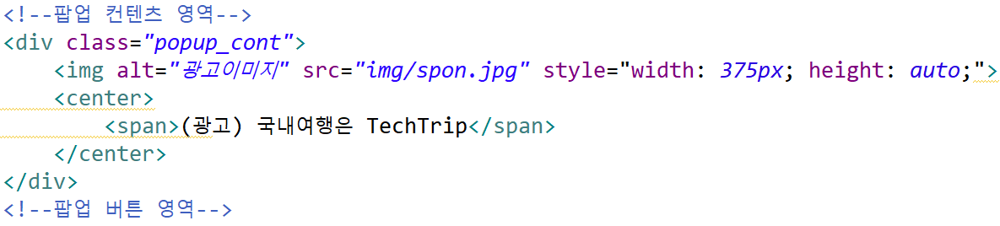 <!--팝업 컨텐츠 영역-->
<div class="popup_cont">
<img alt="광고이미지" src="img/spon.jpg" style="width: 375px; height: auto;">
<center>
<span>(광고) 국내여행은 TechTrip</span>
</center>
</div>
<!--팝업 버튼 영역-->